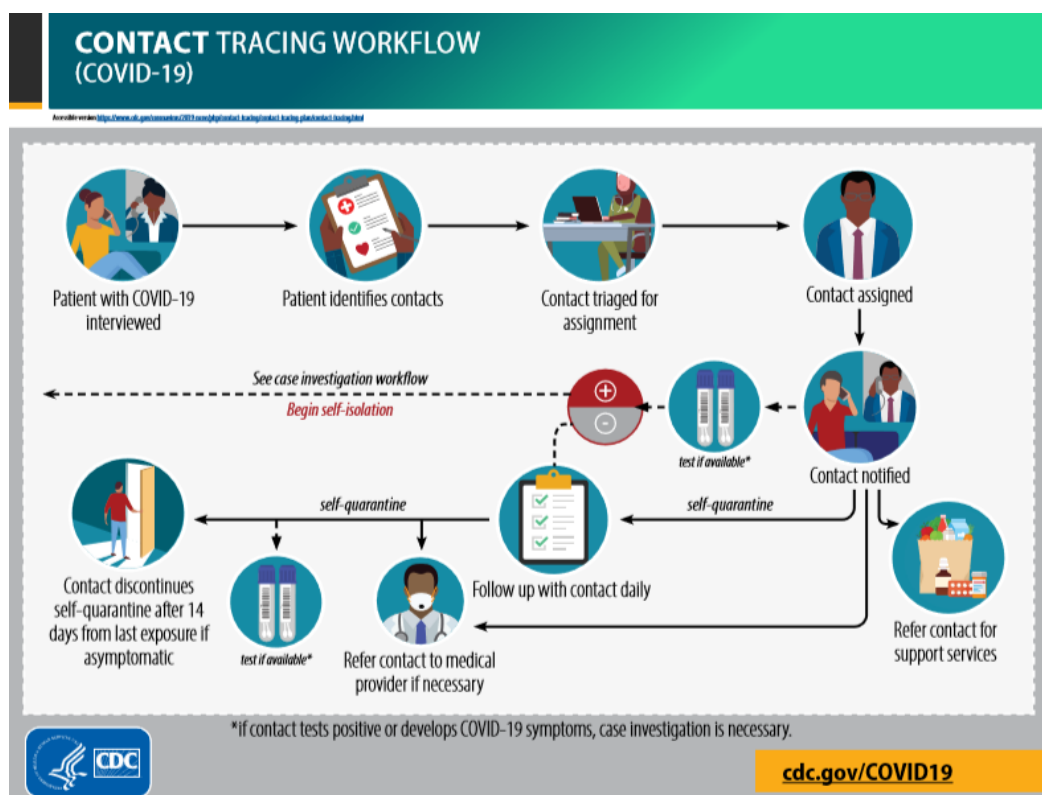 CONTACT TRACING WORKFLOW
(COVID-19)
Accessible version:
Patient with COVID-19
interviewed
Patient identifies contacts
Contact triaged for
assignment
Contact assigned
See case investigation workflow
Begin self-isolation
test if available*
Contact notified
self-quarantine
self-quarantine
Contact discontinues
self-quarantine after 14
days from last exposure if
asymptomatic
test if available*
Refer contact to medical
provider if necessary
Follow up with contact daily
Refer contact for
support services
*if contact tests positive or develops COVID-19 symptoms, case investigation is necessary.
CDC
cdc.gov/COVID19